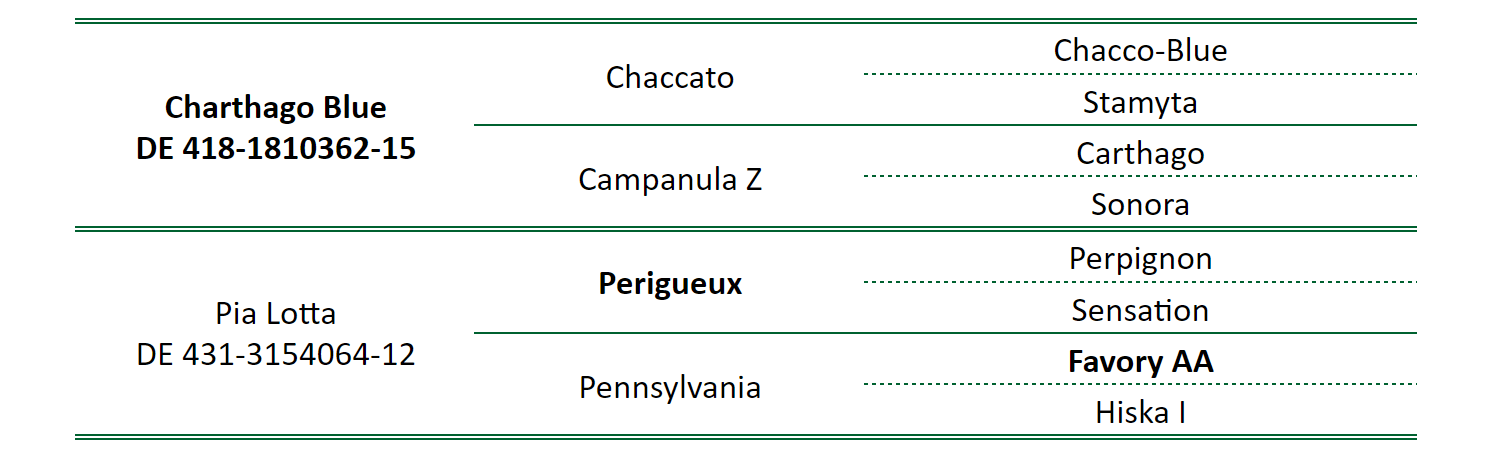 Charthago Blue
DE 418-1810362-15
Chaccato
Chacco-Blue
Stamyta
Campanula Z
Carthago
Sonora
Pia Lotta
DE 431-3154064-12
Perigueux
Perpignon
Sensation
Pennsylvania
Favory AA
Hiska I